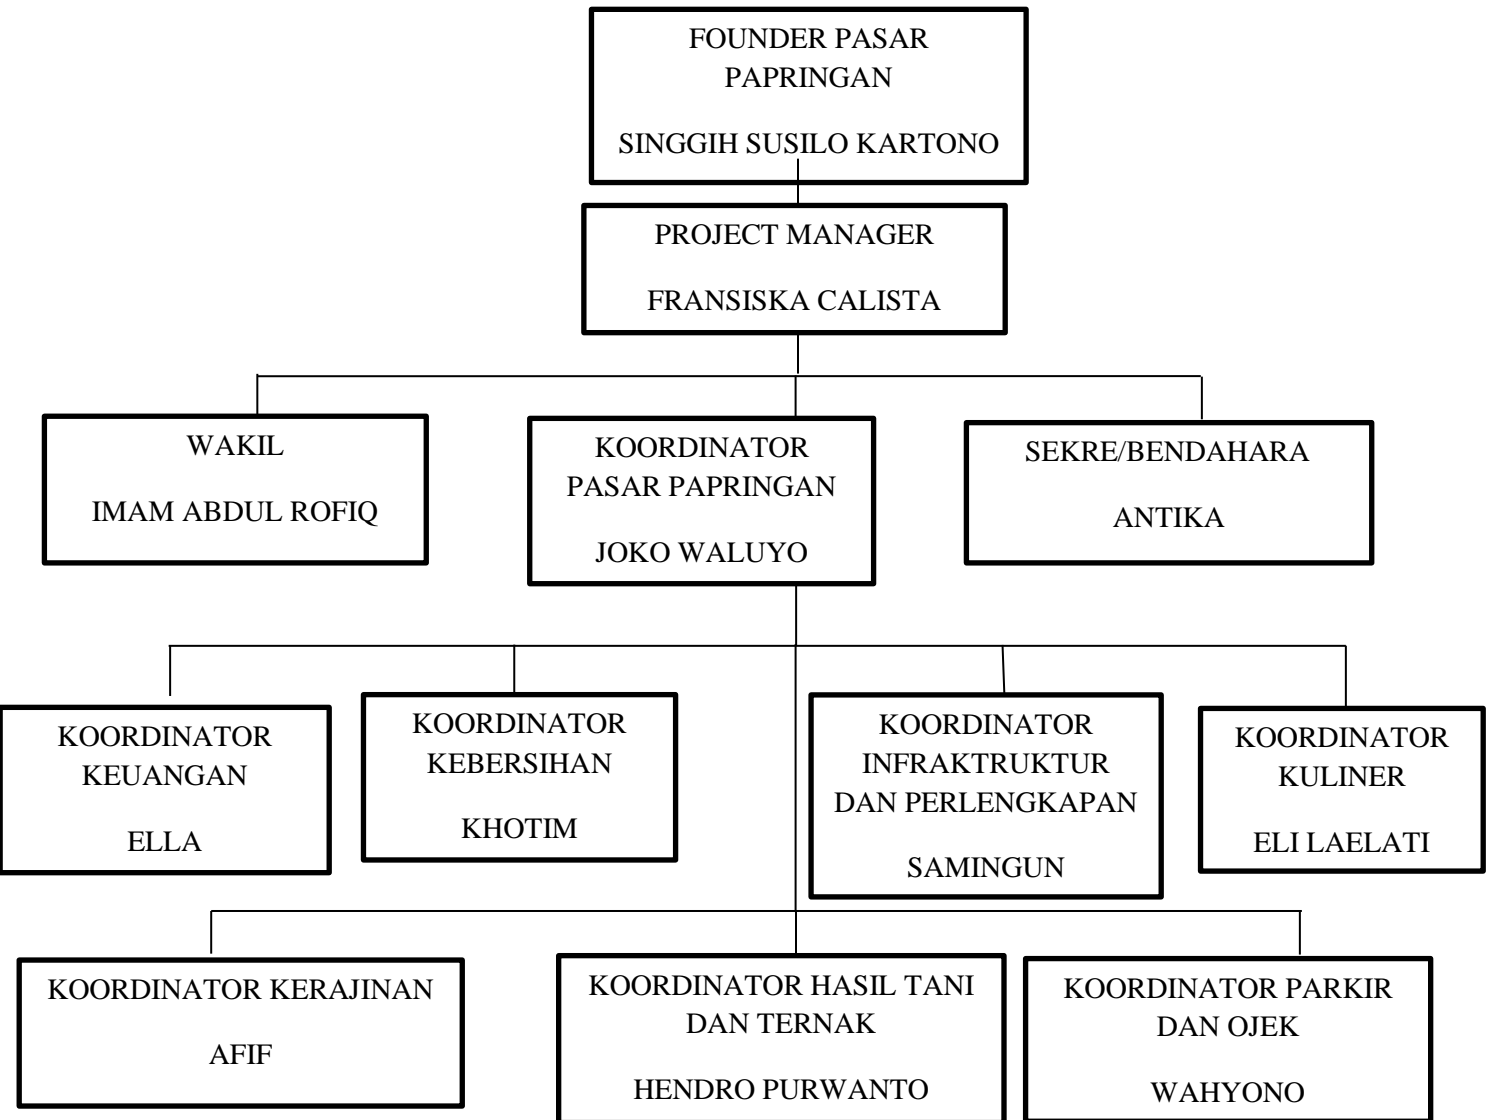 FOUNDER PASAR
PAPRINGAN
SINGGIH SUSILO KARTONO
PROJECT MANAGER
FRANSISKA CALISTA
WAKIL
IMAM ABDUL ROFIQ
KOORDINATOR
PASAR PAPRINGAN
JOKO WALUYO
SEKRE/BENDAHARA
ANTIKA
KOORDINATOR
KEUANGAN
ELLA
KOORDINATOR
KEBERSIHAN
KHOTIM
KOORDINATOR
INFRAKTRUKTUR
DAN PERLENGKAPAN
SAMINGUN
KOORDINATOR
KULINER
ELI LAELATI
KOORDINATOR KERAJINAN
AFIF
KOORDINATOR HASIL TANI
DAN TERNAK
HENDRO PURWANTO
KOORDINATOR PARKIR
DAN OJEK
WAHYONO